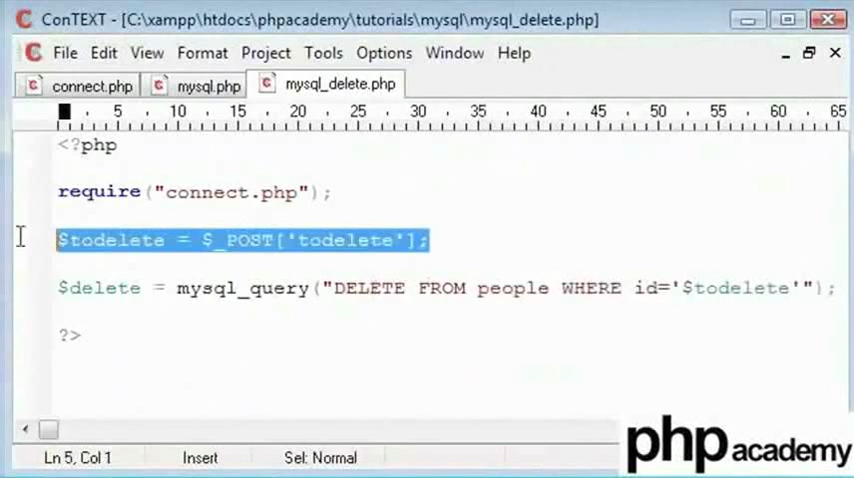 ConTEXT - [C:\xampp\htdocs\phpacademy\tutorials\mysql\mysql_delete.php]
File Edit View Format Project Tools Options Window Help
connect.php mysql.php mysql_delete.php
5 10 15 20 25 30 35 40 45 50 55 60 65
<?php
require("connect.php");
$todelete = $_POST['todelete'];
$delete = mysql_query("DELETE FROM people WHERE id='$todelete'");
?>
php academy
Ln 5, Col 1 Insert Sel: Normal